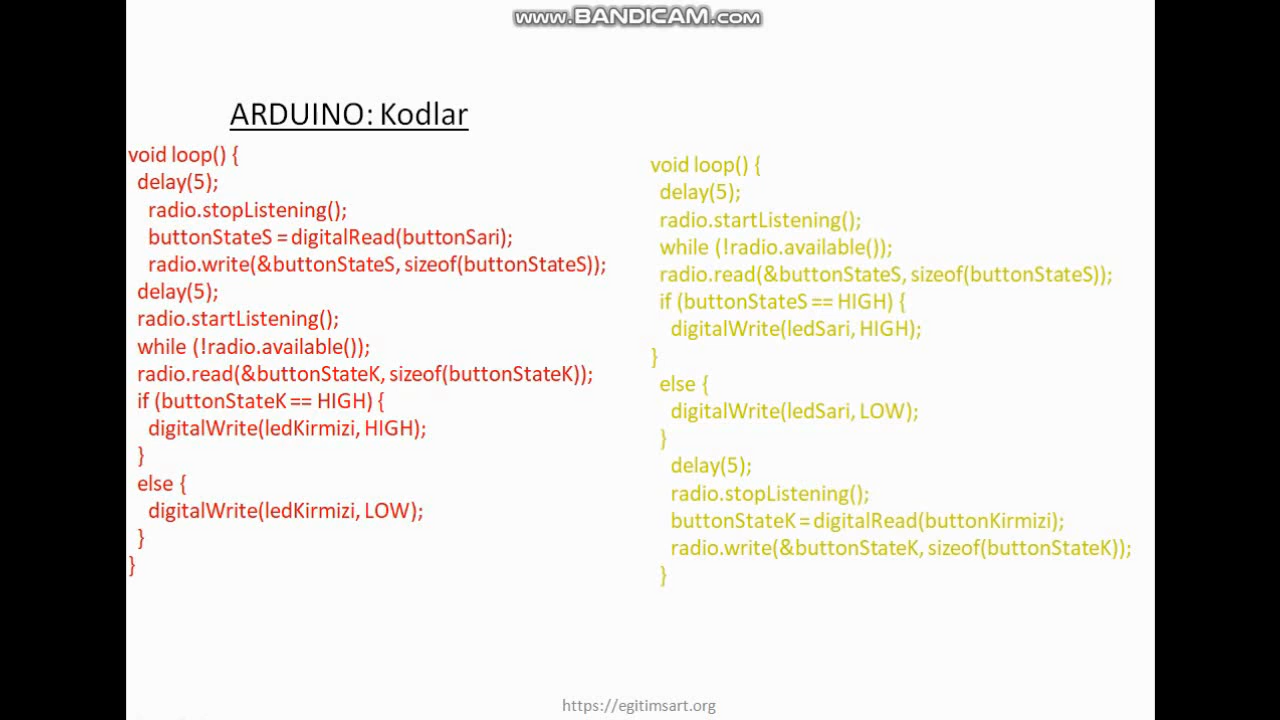 www.BANDICAM.com
ARDUINO: Kodlar
void loop() {
delay(5);
radio.stopListening();
buttonStateS = digitalRead(buttonSari);
radio.write(&buttonStateS, sizeof(buttonStateS));
delay(5);
radio.startListening();
while (!radio.available());
radio.read(&buttonStateK, sizeof(buttonStateK));
if (buttonStateK == HIGH) {
digitalWrite(ledKirmizi, HIGH);
}
else {
digitalWrite(ledKirmizi, LOW);
}
}
void loop() {
delay(5);
radio.startListening();
while (!radio.available());
radio.read(&buttonStateS, sizeof(buttonStateS));
if (buttonStateS == HIGH) {
digitalWrite(ledSari, HIGH);
}
else {
digitalWrite(ledSari, LOW);
}
delay(5);
radio.stopListening();
buttonStateK = digitalRead(buttonKirmizi);
radio.write(&buttonStateK, sizeof(buttonStateK));
}
https://egitimsart.org